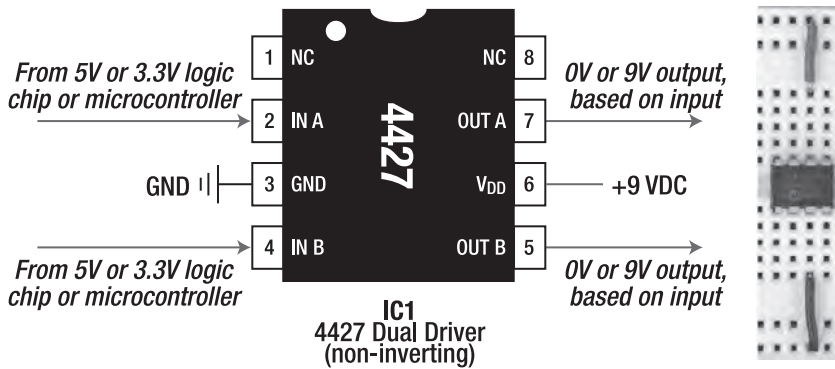 From 5V or 3.3V logic
chip or microcontroller
1 NC
NC 8
0V or 9V output,
based on input
2 IN A
OUT A 7
4427
GND
3 GND
VDD 6
+9 VDC
4 IN B
OUT B 5
From 5V or 3.3V logic
chip or microcontroller
0V or 9V output,
based on input
IC1
4427 Dual Driver
(non-inverting)